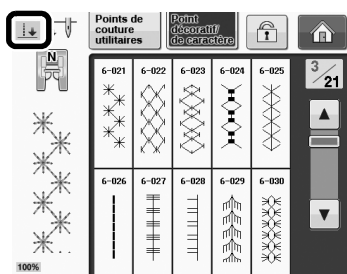 Points de
couture
utilitaires
Point
décoratif/
de caractère
N
6-021 6-022 6-023 6-024 6-025
3/21
6-026 6-027 6-028 6-029 6-030
100%